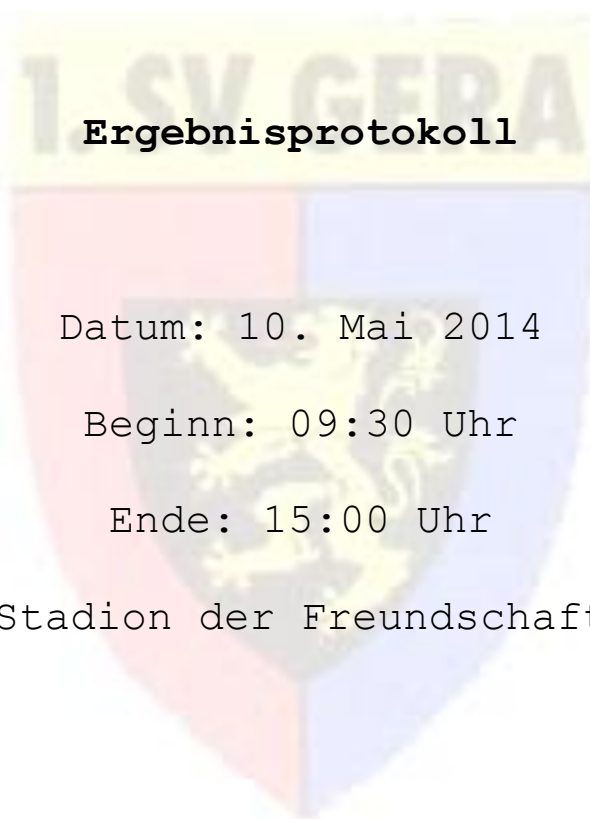 1. SV GERA
Ergebnisprotokoll
Datum: 10. Mai 2014
Beginn: 09:30 Uhr
Ende: 15:00 Uhr
Stadion der Freundschaft